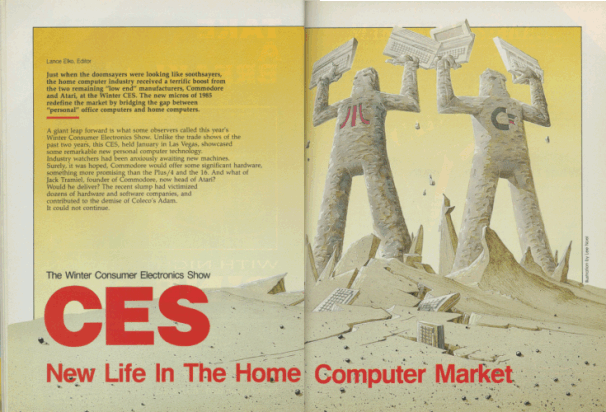 Lance Elko, Editor
Just when the doomsayers were looking like soothsayers,
the home computer industry received a terrific boost from
the two remaining "low end" manufacturers, Commodore
and Atari, at the Winter CES. The new micros of 1985
redefine the market by bridging the gap between
"personal" office computers and home computers.
A giant leap forward is what some observers called this year's
Winter Consumer Electronics Show. Unlike the trade shows of the
past two years, this CES, held January in Las Vegas, showcased
some remarkable new personal computer technology.
Industry watchers had been anxiously awaiting new machines.
Surely, it was hoped, Commodore would offer some significant hardware,
something more promising than the Plus/4 and the 16. And what of
Jack Tramiel, founder of Commodore, now head of Atari?
Would he deliver? The recent slump had victimized
dozens of hardware and software companies, and
contributed to the demise of Coleco's Adam.
It could not continue.
The Winter Consumer Electronics Show
CES
New Life In The Home Computer Market